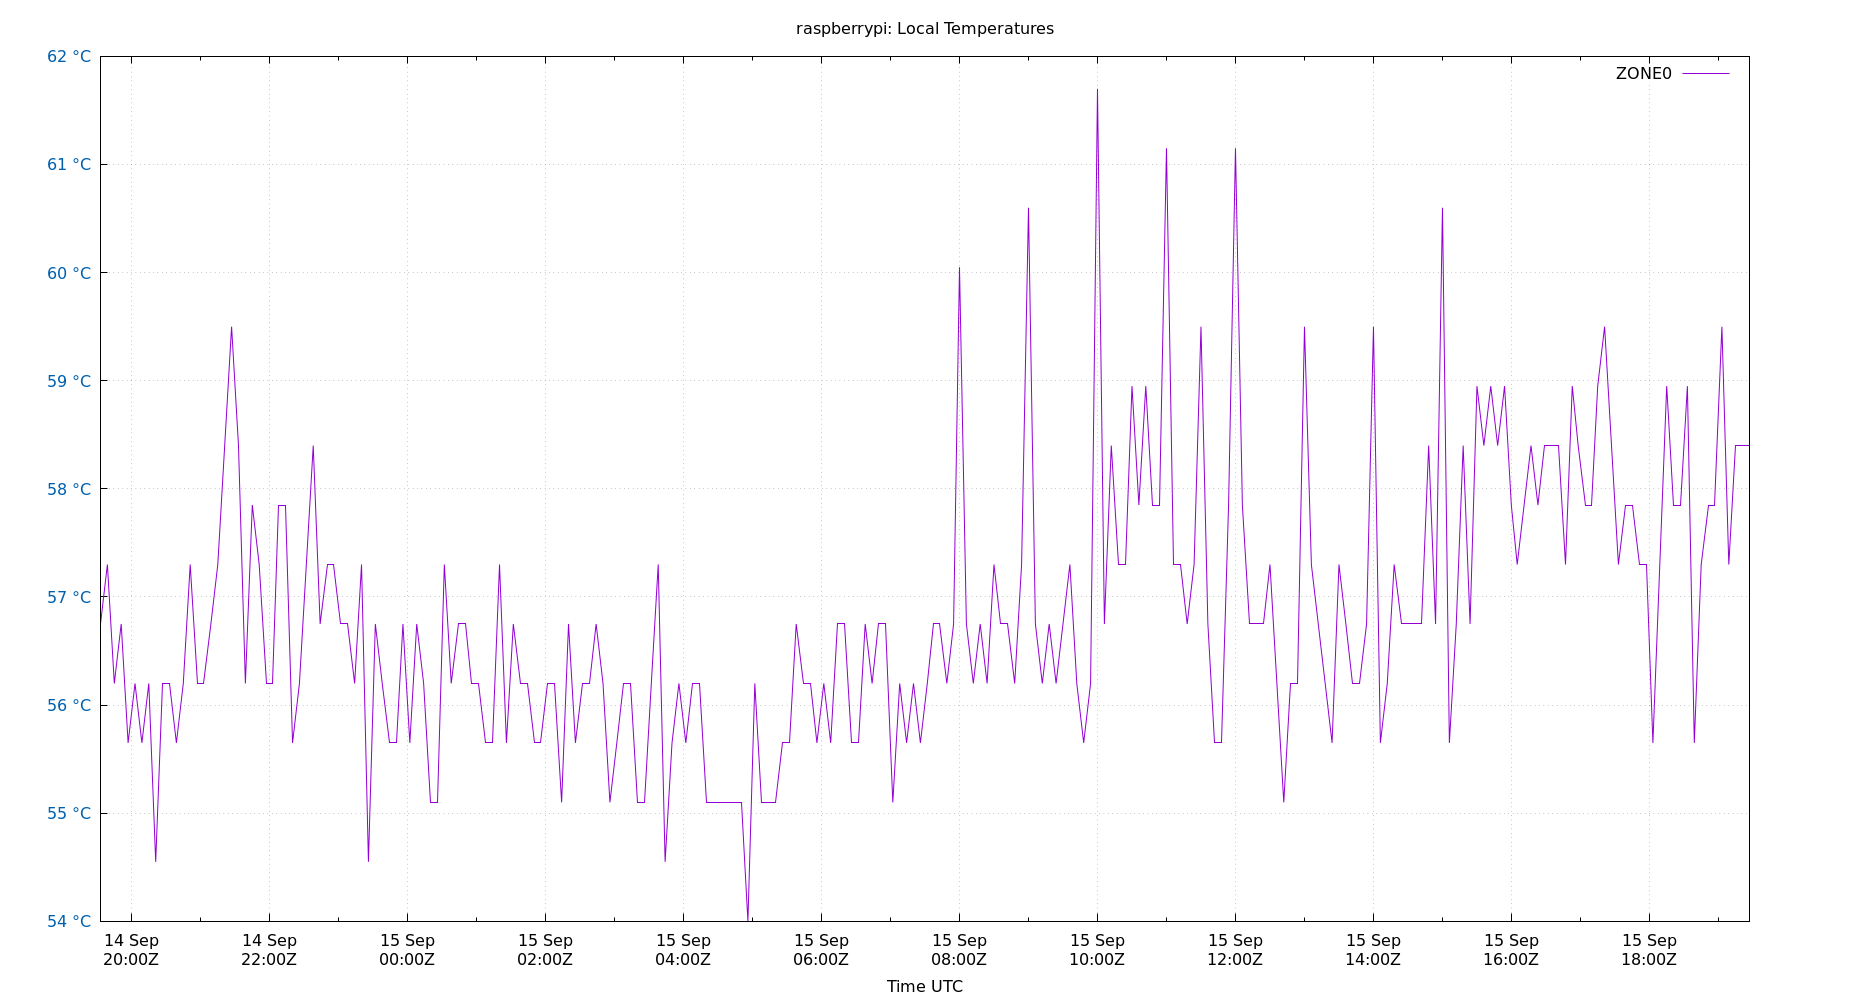 raspberrypi: Local Temperatures
ZONE0
62 °C
61 °C
60 °C
59 °C
58 °C
57 °C
56 °C
55 °C
54 °C
14 Sep 14 Sep 15 Sep 15 Sep 15 Sep 15 Sep 15 Sep 15 Sep 15 Sep 15 Sep 15 Sep 15 Sep
20:00Z 22:00Z 00:00Z 02:00Z 04:00Z 06:00Z 08:00Z 10:00Z 12:00Z 14:00Z 16:00Z 18:00Z
Time UTC